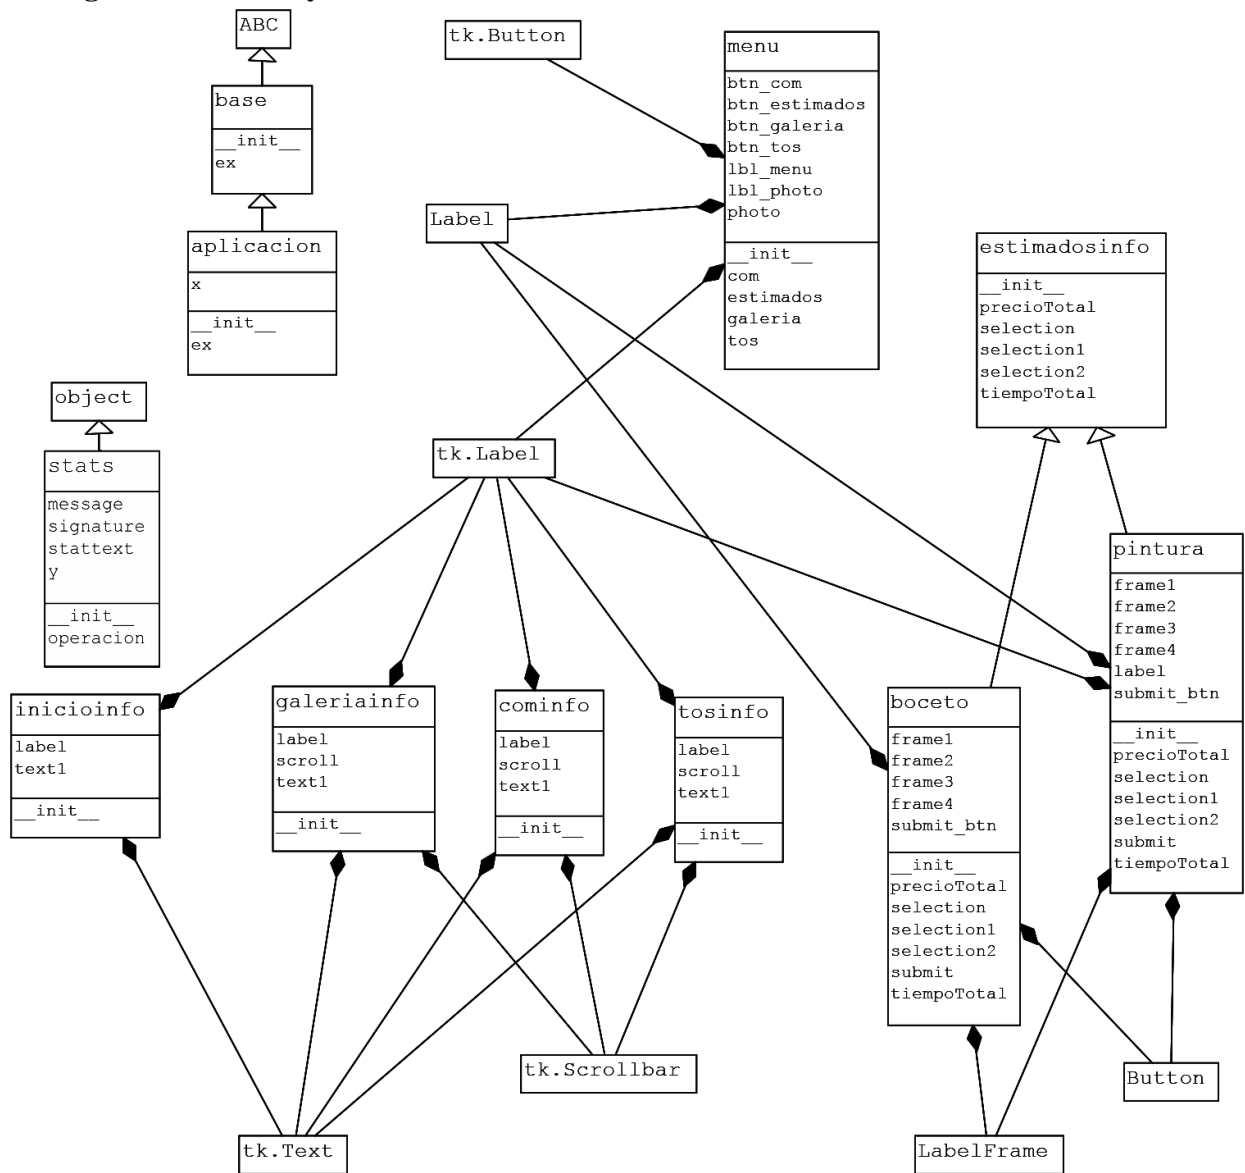 ABC
base
__init__
ex
aplicacion
x
__init__
ex
object
stats
message
signature
stattext
y
__init__
operacion
tk.Button
menu
btn_com
btn_estimados
btn_galeria
btn_tos
lbl_menu
lbl_photo
photo
__init__
com
estimados
galeria
tos
Label
estimadosinfo
__init__
precioTotal
selection
selection1
selection2
tiempoTotal
tk.Label
pintura
frame1
frame2
frame3
frame4
label
submit_btn
__init__
precioTotal
selection
selection1
selection2
submit
tiempoTotal
inicioinfo
label
text1
__init__
galeriainfo
label
scroll
text1
__init__
cominfo
label
scroll
text1
__init__
tosinfo
label
scroll
text1
__init__
boceto
frame1
frame2
frame3
frame4
submit_btn
__init__
precioTotal
selection
selection1
selection2
submit
tiempoTotal
tk.Scrollbar
Button
tk.Text
LabelFrame